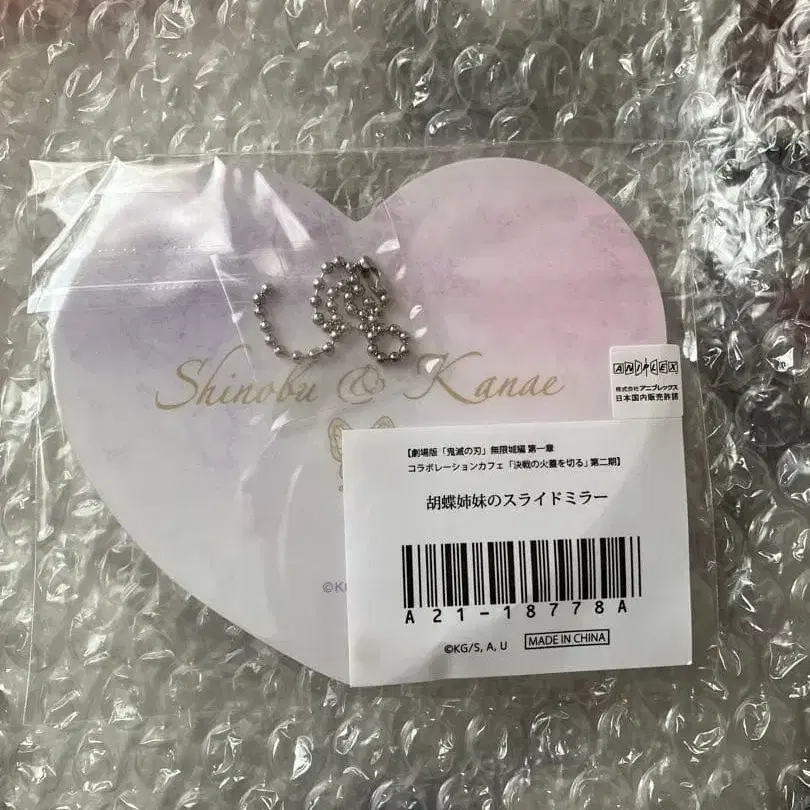 Shinobu & Kanae
ANIPLEX
株式会社アニプレックス
日本国内販売許諾
【劇場版「鬼滅の刃」無限城編 第一章
コラボレーションカフェ「決戦の火蓋を切る」第二期】
胡蝶姉妹のスライドミラー
A21-18778A
©KG/S, A, U
MADE IN CHINA
©K